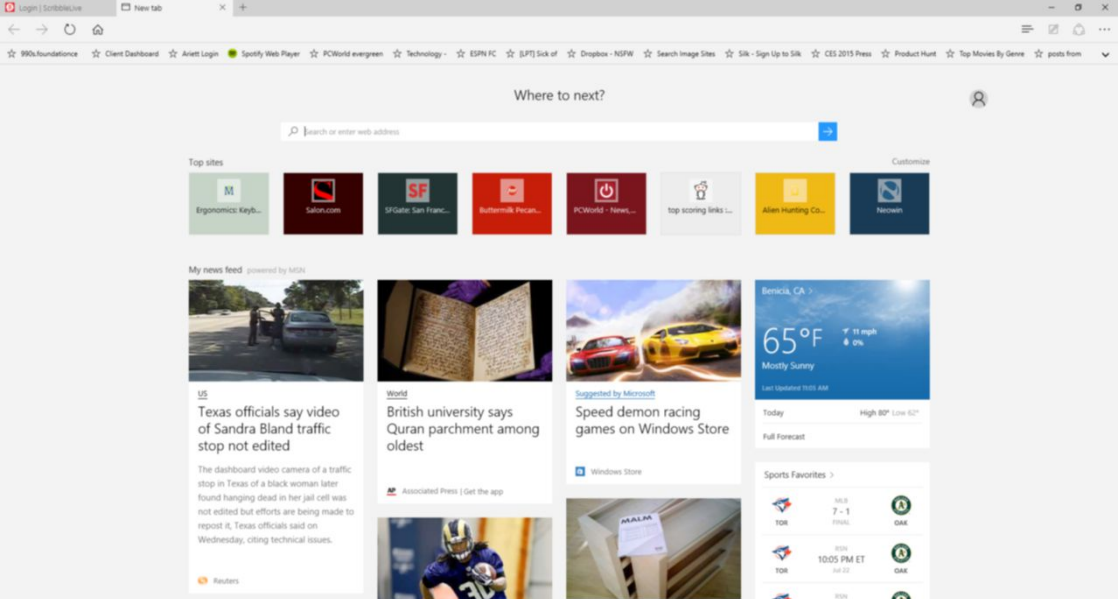 Login | ScribbleLive
New tab
990s.foundationce
Client Dashboard
Ariett Login
Spotify Web Player
PCWorld evergreen
Technology -
ESPN FC
[LPT] Sick of
Dropbox - NSFW
Search Image Sites
Silk - Sign Up to Silk
CES 2015 Press
Product Hunt
Top Movies By Genre
posts from
Where to next?
Search or enter web address
Top sites
Customize
M
Ergonomics: Keyb...
Salon.com
SF
SFGate: San Franc...
Buttermilk Pecan...
PCWorld - News,...
top scoring links :...
Alien Hunting Co...
Neowin
My news feed powered by MSN
US
Texas officials say video
of Sandra Bland traffic
stop not edited
The dashboard video camera of a traffic
stop in Texas of a black woman later
found hanging dead in her jail cell was
not edited but efforts are being made to
repost it, Texas officials said on
Wednesday, citing technical issues.
Reuters
World
British university says
Quran parchment among
oldest
AP Associated Press | Get the app
Suggested by Microsoft
Speed demon racing
games on Windows Store
Windows Store
MALM
30
Benicia, CA
65°F
11 mph
0%
Mostly Sunny
Last Updated 11:05 AM
Today High 80° Low 62°
Full Forecast
Sports Favorites
MLB
7 - 1
FINAL
TOR OAK
RSN
10:05 PM ET
Jul 22
TOR OAK
RSN